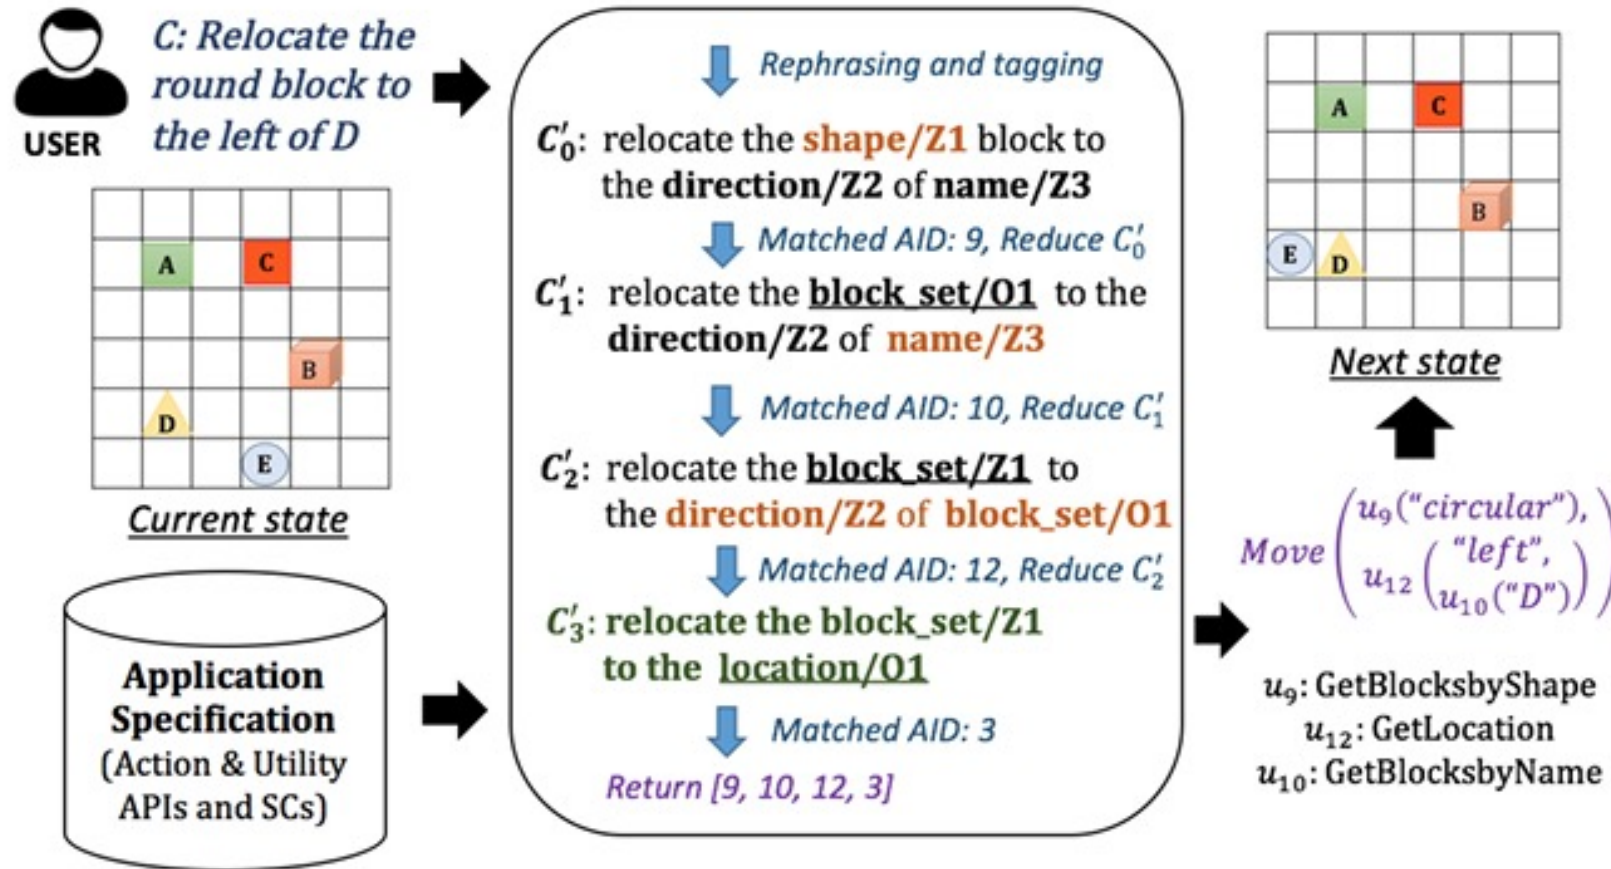 C: Relocate the
round block to
the left of D
USER
A
C
B
D
E
Current state
Application
Specification
(Action & Utility
APIs and SCs)
Rephrasing and tagging
C′₀: relocate the shape/Z1 block to
the direction/Z2 of name/Z3
Matched AID: 9, Reduce C′₀
C′₁: relocate the block_set/O1 to the
direction/Z2 of name/Z3
Matched AID: 10, Reduce C′₁
C′₂: relocate the block_set/Z1 to
the direction/Z2 of block_set/O1
Matched AID: 12, Reduce C′₂
C′₃: relocate the block_set/Z1
to the location/O1
Matched AID: 3
Return [9, 10, 12, 3]
A
C
B
E
D
Next state
u₉("circular"),
Move
"left",
u₁₂
u₁₀("D")
u₉: GetBlocksbyShape
u₁₂: GetLocation
u₁₀: GetBlocksbyName